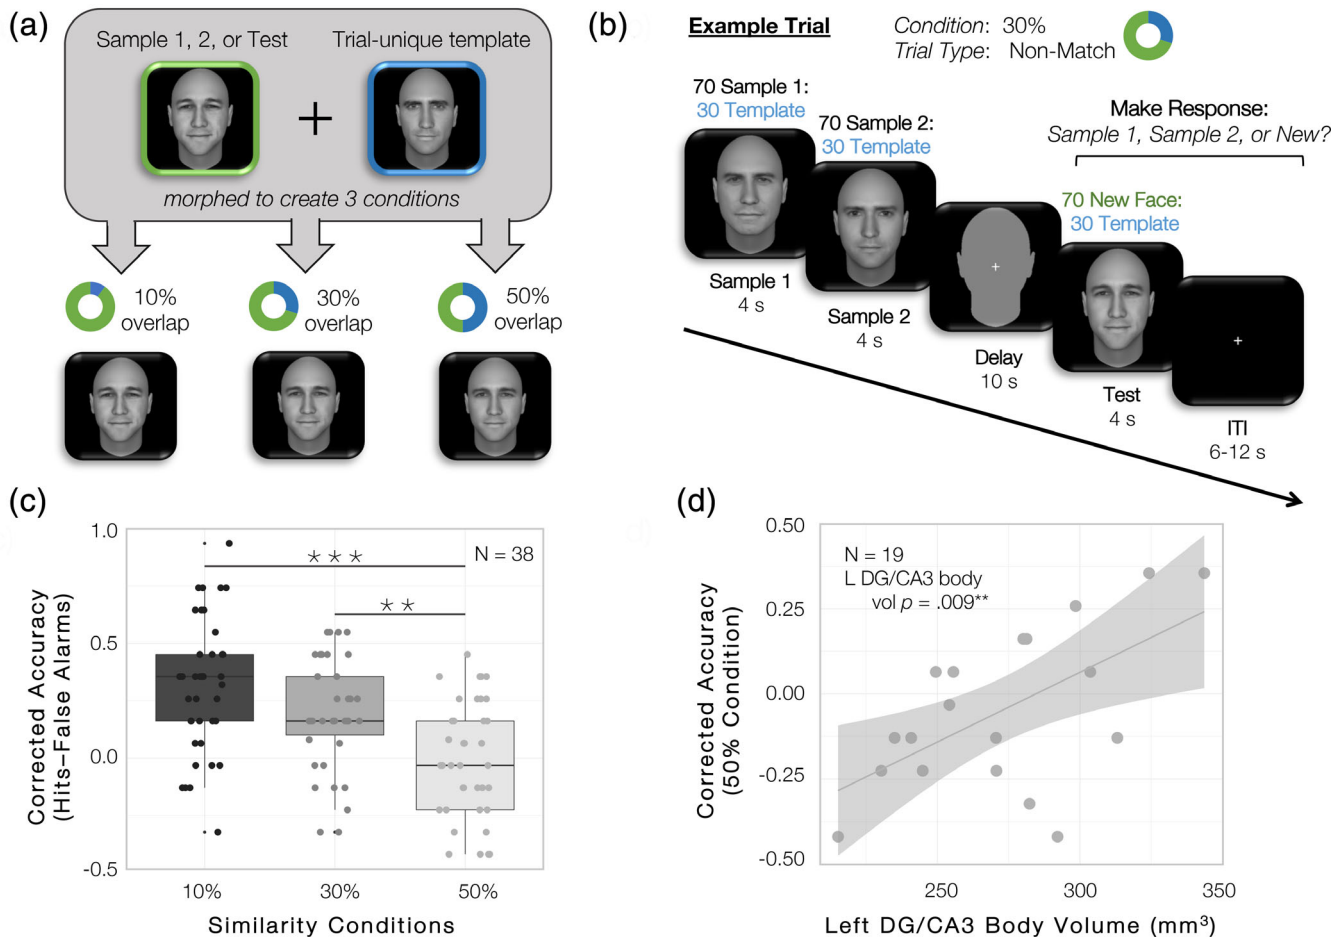 (a)
Sample 1, 2, or Test
Trial-unique template
+
morphed to create 3 conditions
10%
overlap
30%
overlap
50%
overlap
(b)
Example Trial
Condition: 30%
Trial Type: Non-Match
70 Sample 1:
30 Template
70 Sample 2:
30 Template
Make Response:
Sample 1, Sample 2, or New?
70 New Face:
30 Template
Sample 1
4 s
Sample 2
4 s
Delay
10 s
Test
4 s
ITI
6-12 s
(c)
Corrected Accuracy
(Hits–False Alarms)
1.0
0.5
0.0
-0.5
N = 38
***
**
10%
30%
50%
Similarity Conditions
(d)
Corrected Accuracy
(50% Condition)
0.50
0.25
0.00
-0.25
-0.50
N = 19
L DG/CA3 body
vol p = .009**
250
300
350
Left DG/CA3 Body Volume (mm³)